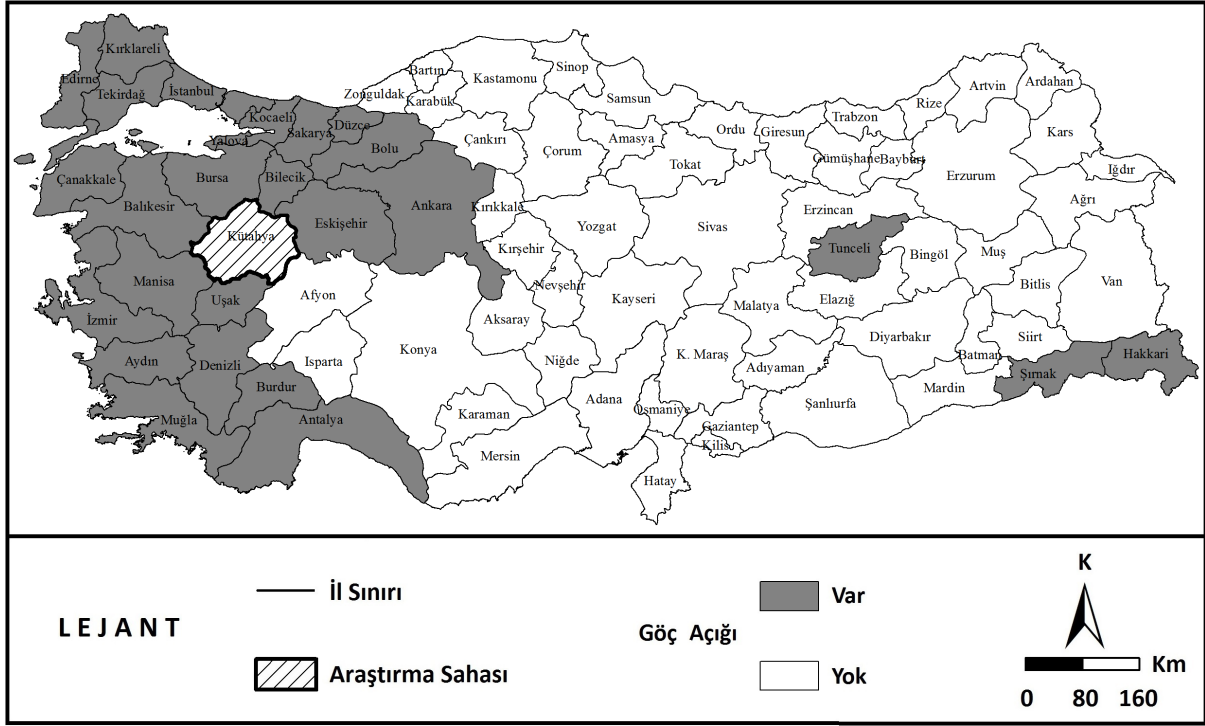 Kırklareli
Edirne
Tekirdağ
İstanbul
Kocaeli
Yalova
Sakarya
Düzce
Bolu
Zonguldak
Bartın
Karabük
Kastamonu
Sinop
Samsun
Çankırı
Çorum
Amasya
Ordu
Tokat
Giresun
Trabzon
Gümüşhane
Bayburt
Rize
Artvin
Ardahan
Kars
Iğdır
Ağrı
Erzurum
Erzincan
Çanakkale
Balıkesir
Bursa
Bilecik
Kütahya
Eskişehir
Ankara
Kırıkkale
Kırşehir
Yozgat
Sivas
Tunceli
Bingöl
Muş
Bitlis
Van
Manisa
Uşak
Afyon
İzmir
Aydın
Denizli
Isparta
Burdur
Muğla
Antalya
Konya
Aksaray
Nevşehir
Kayseri
Niğde
Malatya
Elazığ
Diyarbakır
Batman
Siirt
Şırnak
Hakkari
Mardin
K. Maraş
Adıyaman
Şanlıurfa
Karaman
Mersin
Adana
Osmaniye
Gaziantep
Kilis
Hatay
LEJANT
İl Sınırı
Araştırma Sahası
Göç Açığı
Var
Yok
K
Km
0 80 160